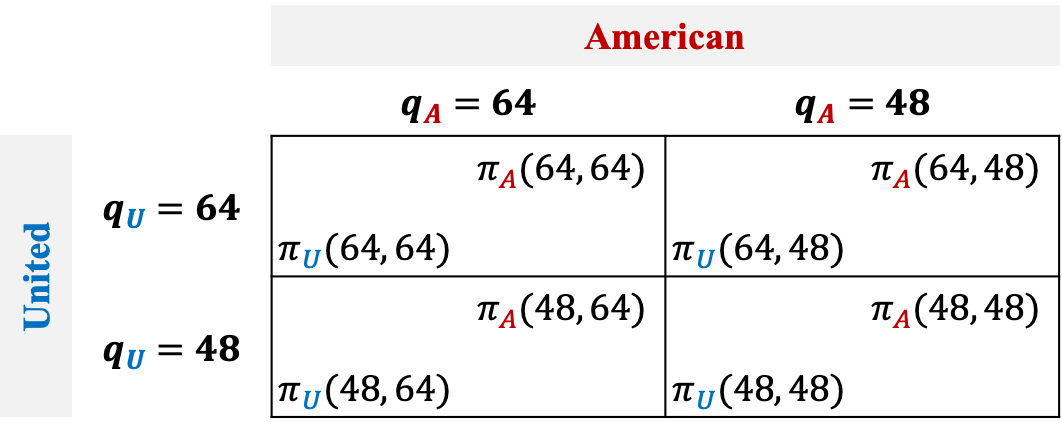 American
q_A = 64 q_A = 48
United
q_U = 64
π_A(64, 64) π_A(64, 48)
π_U(64, 64) π_U(64, 48)
q_U = 48
π_A(48, 64) π_A(48, 48)
π_U(48, 64) π_U(48, 48)